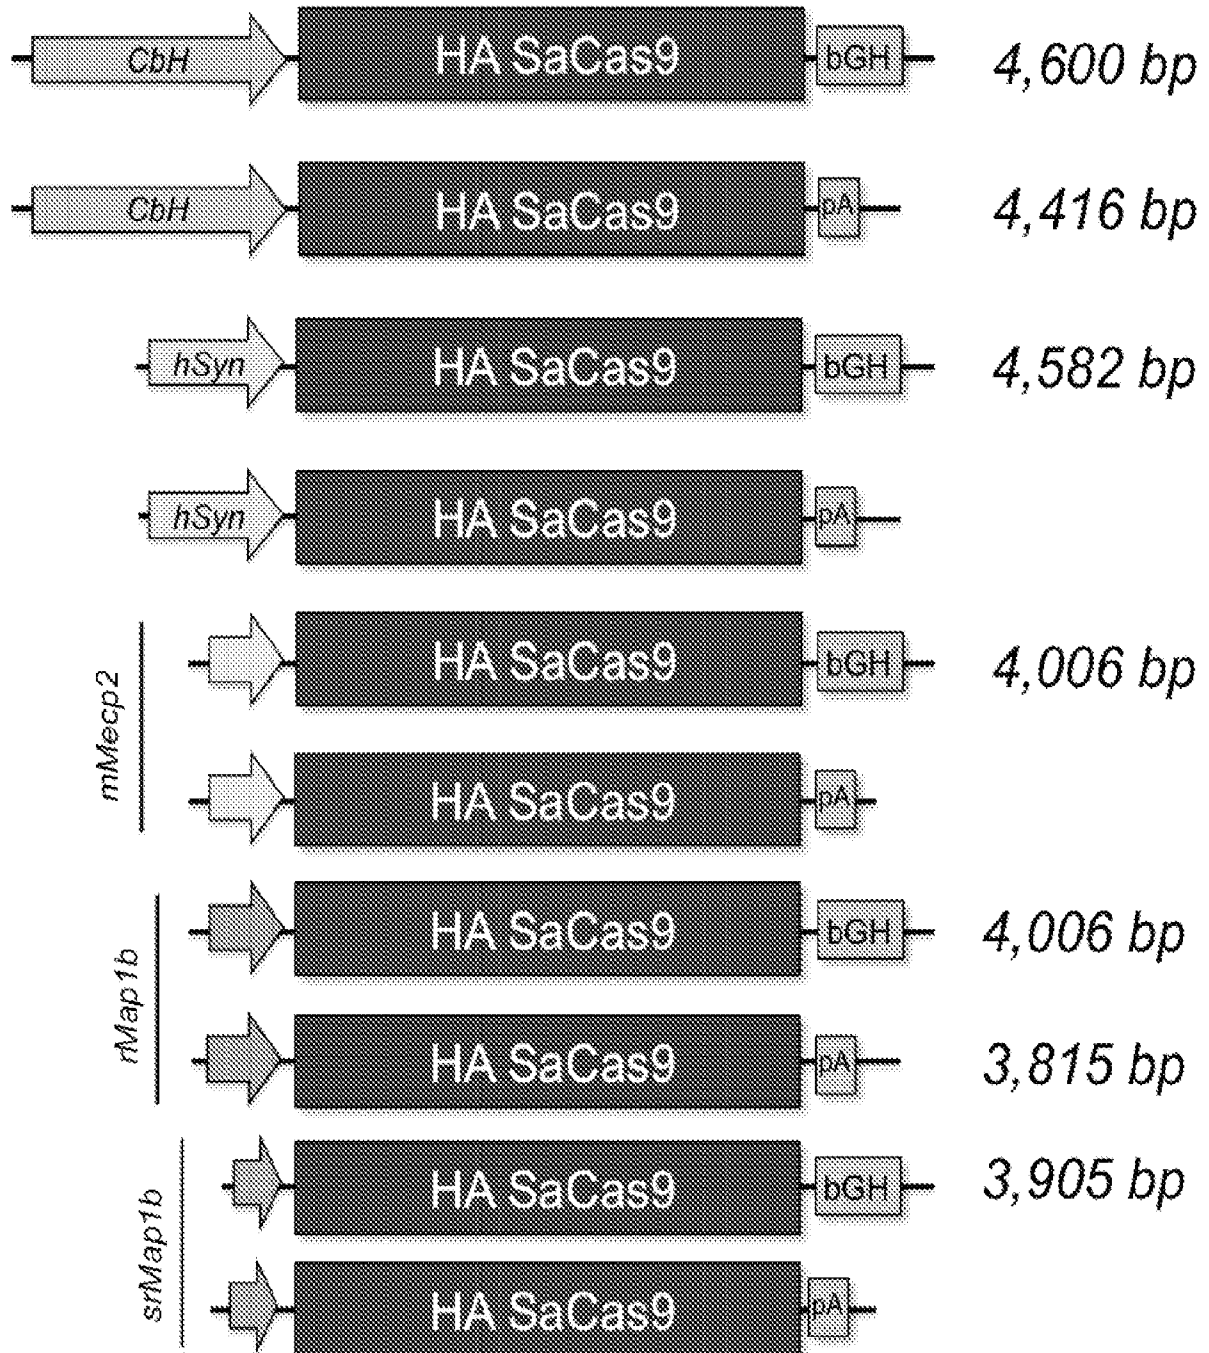 CbH HA SaCas9 bGH 4,600 bp
CbH HA SaCas9 pA 4,416 bp
hSyn HA SaCas9 bGH 4,582 bp
hSyn HA SaCas9 pA
mMecp2
HA SaCas9 bGH 4,006 bp
HA SaCas9 pA
rMap1b
HA SaCas9 bGH 4,006 bp
HA SaCas9 pA 3,815 bp
srMap1b
HA SaCas9 bGH 3,905 bp
HA SaCas9 pA